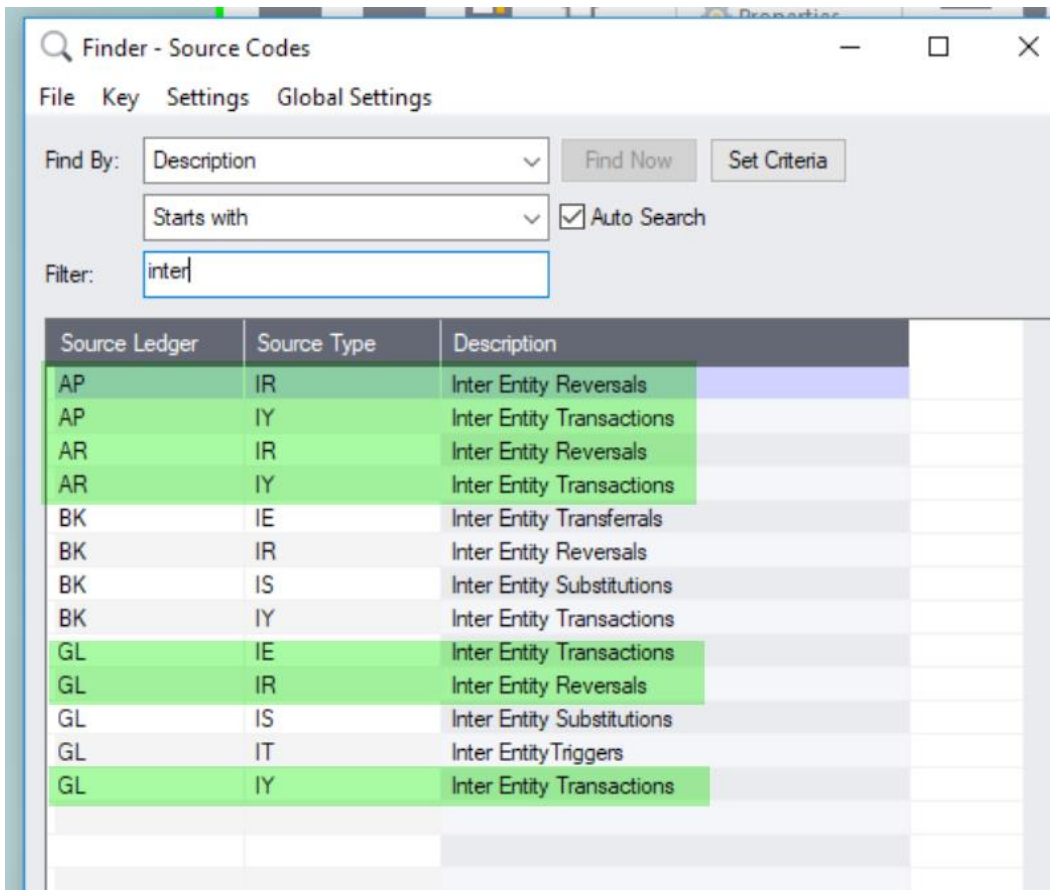 Properties
Finder - Source Codes
File Key Settings Global Settings
Find By: Description Find Now Set Criteria
Starts with Auto Search
Filter: inter
Source Ledger Source Type Description
AP IR Inter Entity Reversals
AP IY Inter Entity Transactions
AR IR Inter Entity Reversals
AR IY Inter Entity Transactions
BK IE Inter Entity Transferrals
BK IR Inter Entity Reversals
BK IS Inter Entity Substitutions
BK IY Inter Entity Transactions
GL IE Inter Entity Transactions
GL IR Inter Entity Reversals
GL IS Inter Entity Substitutions
GL IT Inter EntityTriggers
GL IY Inter Entity Transactions